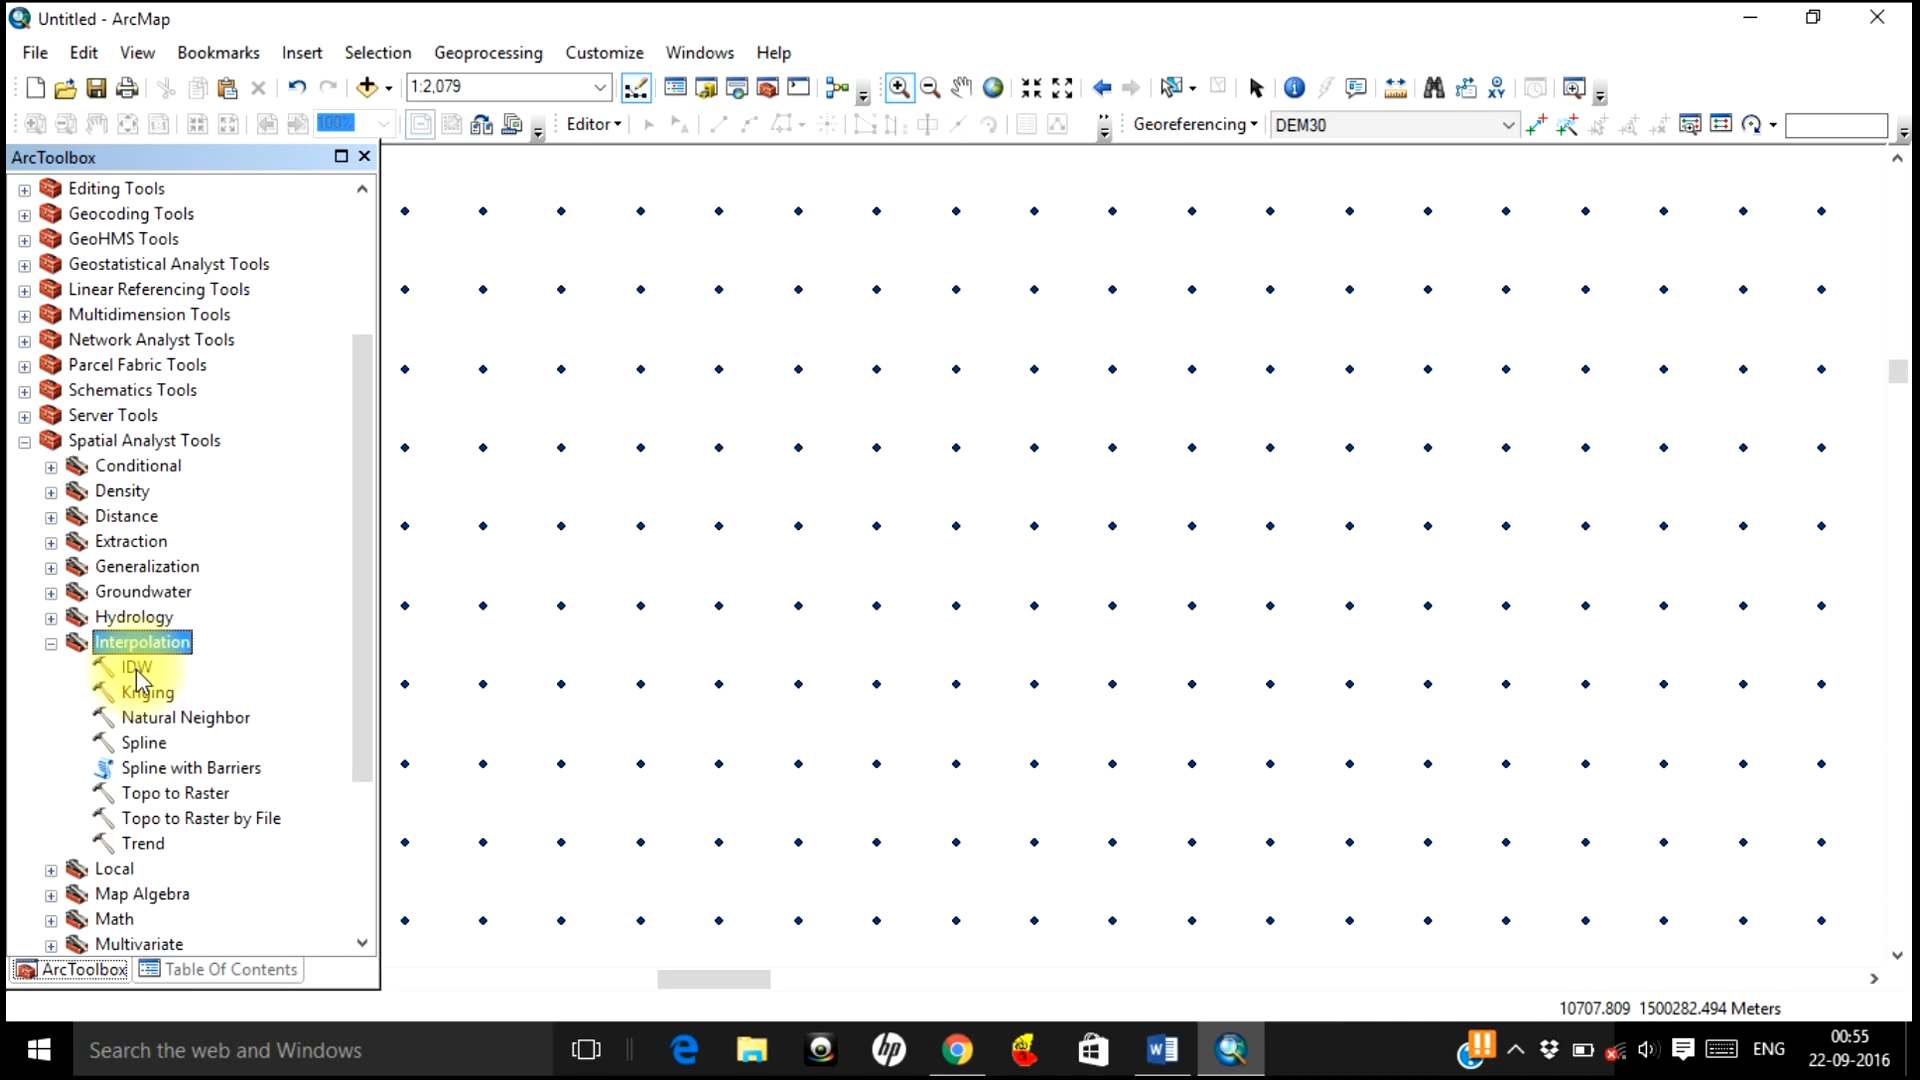 Untitled - ArcMap
File Edit View Bookmarks Insert Selection Geoprocessing Customize Windows Help
1:2,079
100% Editor Georeferencing DEM30
ArcToolbox
Editing Tools
Geocoding Tools
GeoHMS Tools
Geostatistical Analyst Tools
Linear Referencing Tools
Multidimension Tools
Network Analyst Tools
Parcel Fabric Tools
Schematics Tools
Server Tools
Spatial Analyst Tools
Conditional
Density
Distance
Extraction
Generalization
Groundwater
Hydrology
Interpolation
IDW
Kriging
Natural Neighbor
Spline
Spline with Barriers
Topo to Raster
Topo to Raster by File
Trend
Local
Map Algebra
Math
Multivariate
ArcToolbox Table Of Contents
10707.809 1500282.494 Meters
Search the web and Windows
hp
ENG
00:55
22-09-2016